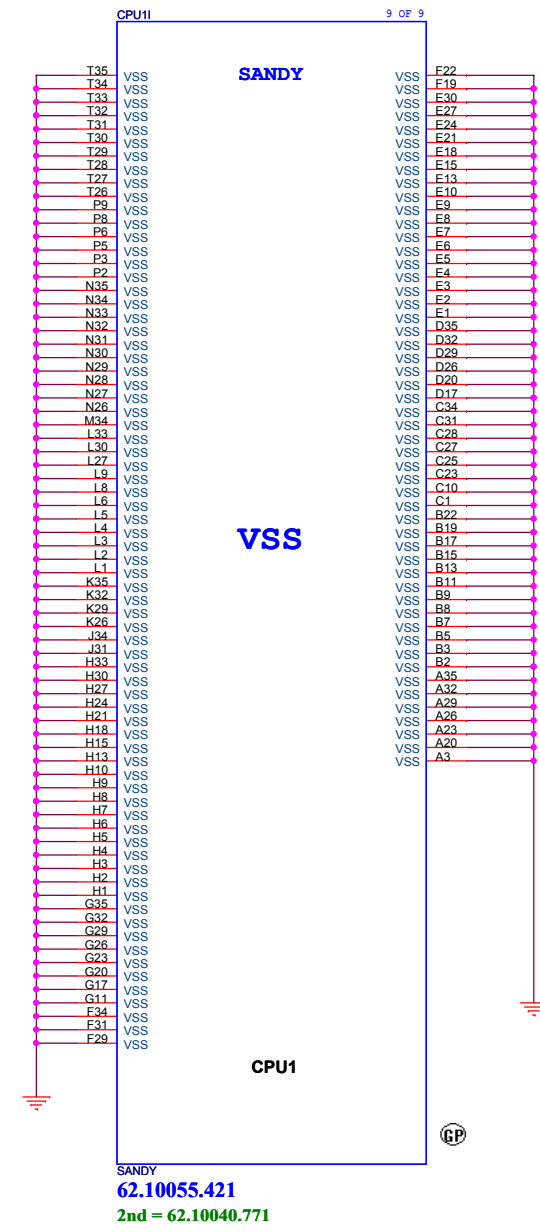 CPU1I 9 OF 9
SANDY
T35 VSS VSS F22
T34 VSS VSS F19
T33 VSS VSS E30
T32 VSS VSS E27
T31 VSS VSS E24
T30 VSS VSS E21
T29 VSS VSS E18
T28 VSS VSS E15
T27 VSS VSS E13
T26 VSS VSS E10
P9 VSS VSS E9
P8 VSS VSS E8
P6 VSS VSS E7
P5 VSS VSS E6
P3 VSS VSS E5
P2 VSS VSS E4
N35 VSS VSS E3
N34 VSS VSS E2
N33 VSS VSS E1
N32 VSS VSS D35
N31 VSS VSS D32
N30 VSS VSS D29
N29 VSS VSS D26
N28 VSS VSS D20
N27 VSS VSS D17
N26 VSS VSS C34
M34 VSS VSS C31
L33 VSS VSS C28
L30 VSS VSS C27
L27 VSS VSS C25
L9 VSS VSS C23
L8 VSS VSS C10
L6 VSS VSS C1
L5 VSS VSS B22
L4 VSS VSS B19
VSS
L3 VSS VSS B17
L2 VSS VSS B15
L1 VSS VSS B13
K35 VSS VSS B11
K32 VSS VSS B9
K29 VSS VSS B8
K26 VSS VSS B7
J34 VSS VSS B5
J31 VSS VSS B3
H33 VSS VSS B2
H30 VSS VSS A35
H27 VSS VSS A32
H24 VSS VSS A29
H21 VSS VSS A26
H18 VSS VSS A23
H15 VSS VSS A20
H13 VSS VSS A3
H10 VSS
H9 VSS
H8 VSS
H7 VSS
H6 VSS
H5 VSS
H4 VSS
H3 VSS
H2 VSS
H1 VSS
G35 VSS
G32 VSS
G29 VSS
G26 VSS
G23 VSS
G20 VSS
G17 VSS
G11 VSS
F34 VSS
F31 VSS
F29 VSS
CPU1
GP
SANDY
62.10055.421
2nd = 62.10040.771